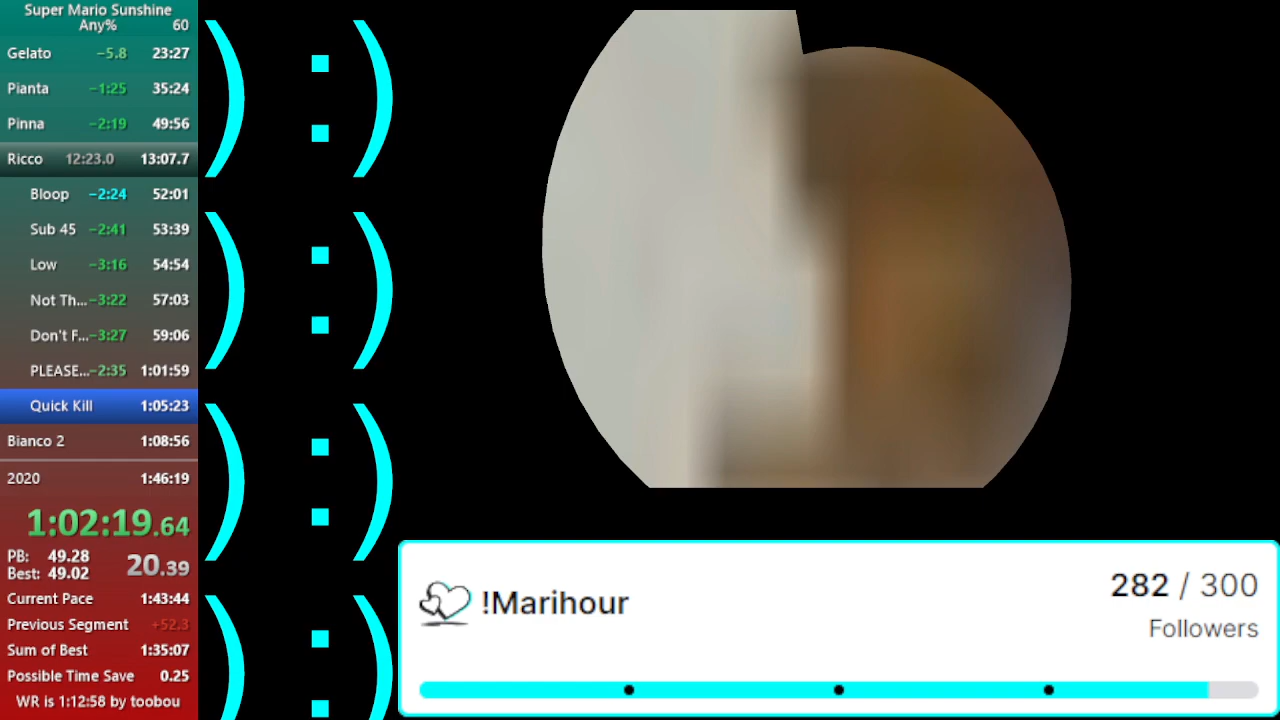 Super Mario Sunshine
Any% 60
Gelato −5.8 23:27
Pianta −1:25 35:24
Pinna −2:19 49:56
Ricco 12:23.0 13:07.7
Bloop −2:24 52:01
Sub 45 −2:41 53:39
Low −3:16 54:54
Not Th... −3:22 57:03
Don't F... −3:27 59:06
PLEASE... −2:35 1:01:59
Quick Kill 1:05:23
Bianco 2 1:08:56
2020 1:46:19
1:02:19.64
PB: 49.28
Best: 49.02
20.39
Current Pace 1:43:44
Previous Segment +52.3
Sum of Best 1:35:07
Possible Time Save 0.25
WR is 1:12:58 by toobou
) :)
) :)
) :)
) :)
!Marihour
282 / 300
Followers